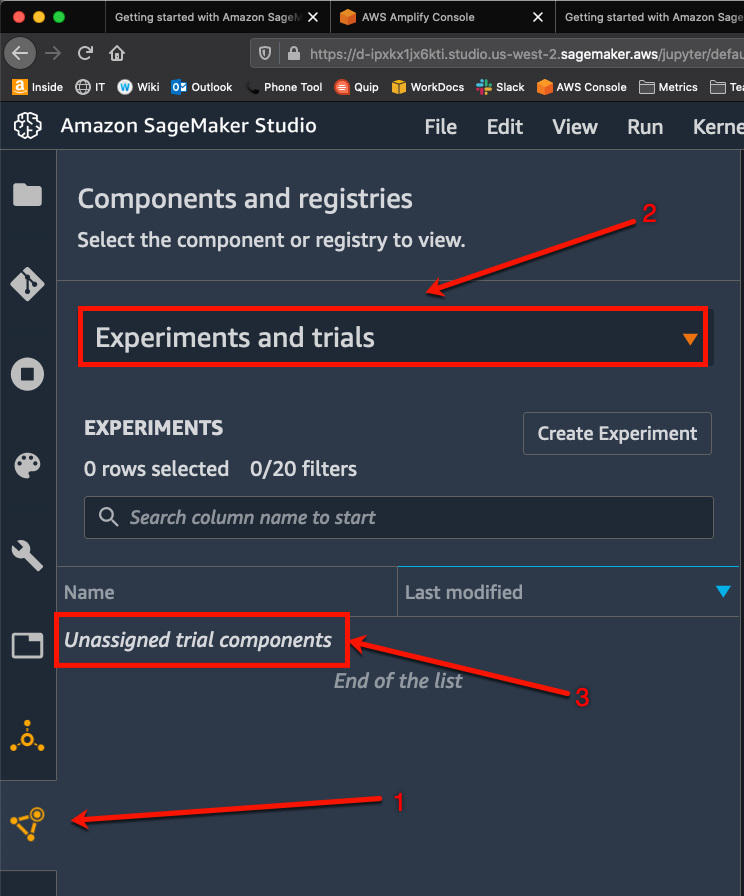 Getting started with Amazon SageM
AWS Amplify Console
Getting started with Amazon Sage
https://d-ipxkx1jx6kti.studio.us-west-2.sagemaker.aws/jupyter/defau
Inside IT Wiki Outlook Phone Tool Quip WorkDocs Slack AWS Console Metrics Tea
Amazon SageMaker Studio File Edit View Run Kerne
Components and registries
Select the component or registry to view.
2
Experiments and trials
EXPERIMENTS
Create Experiment
0 rows selected 0/20 filters
Search column name to start
Name Last modified
Unassigned trial components
End of the list
3
1